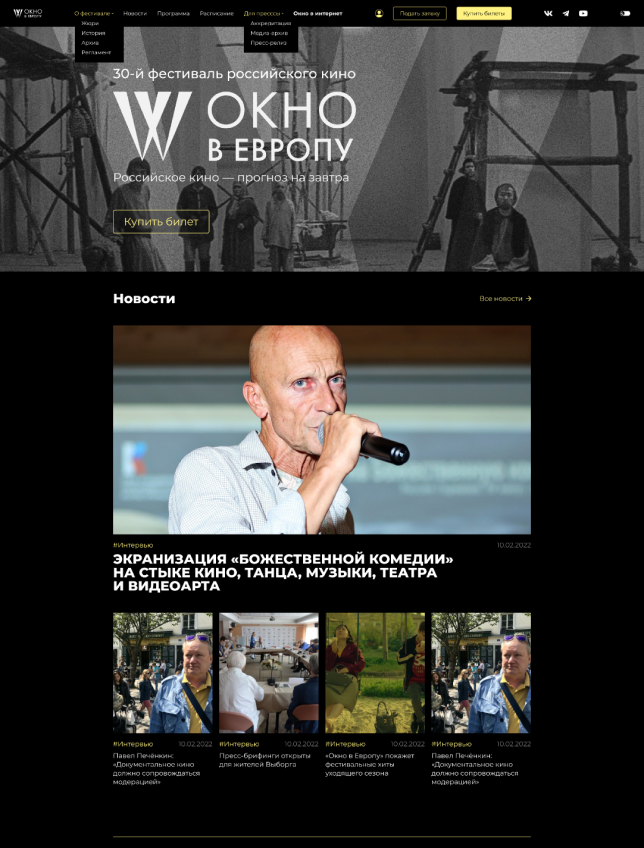 ОКНО
В ЕВРОПУ
О фестивале
Новости
Программа
Расписание
Для прессы
Окно в интернет
Подать заявку
Купить билеты
Жюри
История
Архив
Регламент
Аккредитация
Медиа архив
Пресс-релиз
30-й фестиваль российского кино
W ОКНО
В ЕВРОПУ
Российское кино — прогноз на завтра
Купить билет
Новости
Все новости →
#Интервью
10.02.2022
ЭКРАНИЗАЦИЯ «БОЖЕСТВЕННОЙ КОМЕДИИ»
НА СТЫКЕ КИНО, ТАНЦА, МУЗЫКИ, ТЕАТРА
И ВИДЕОАРТА
#Интервью 10.02.2022
Павел Печёнкин:
«Документальное кино
должно сопровождаться
модерацией»
#Интервью 10.02.2022
Пресс-брифинги открыты
для жителей Выборга
#Интервью 10.02.2022
«Окно в Европу» покажет
фестивальные хиты
уходящего сезона
#Интервью 10.02.2022
Павел Печёнкин:
«Документальное кино
должно сопровождаться
модерацией»